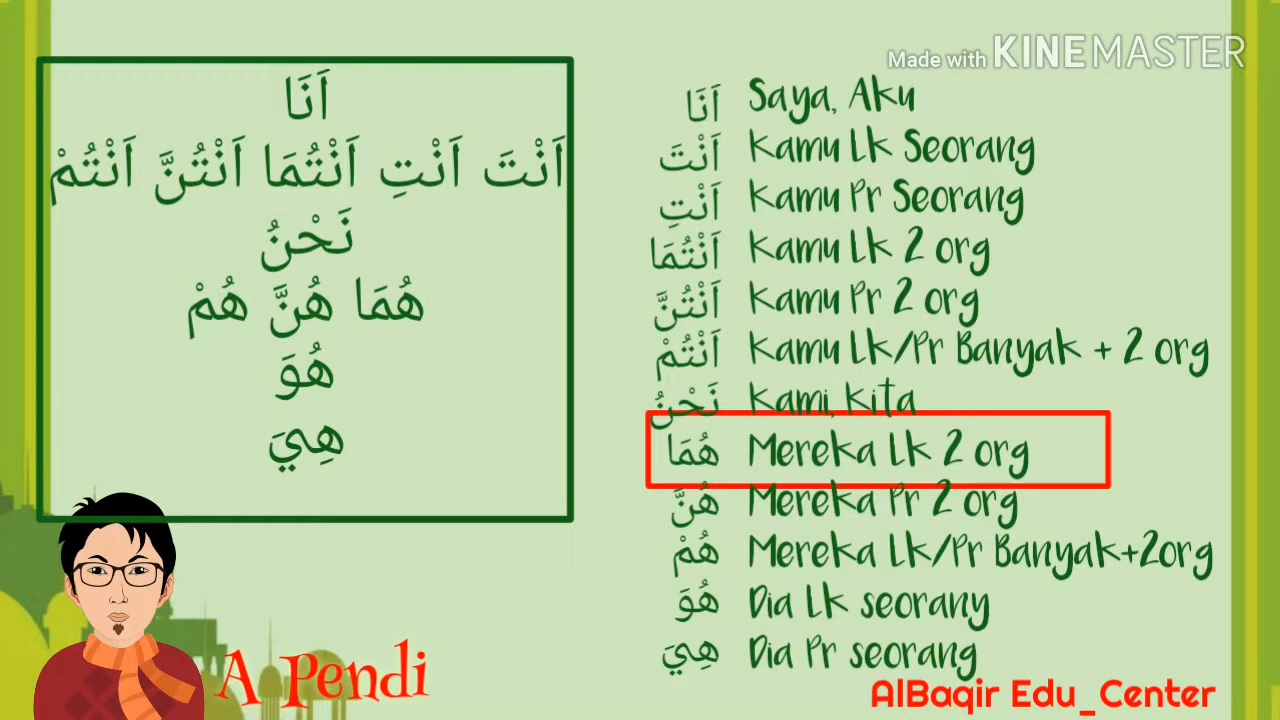 Made with KINEMASTER
اَنَا
اَنْتَ اَنْتِ اَنْتُمَا اَنْتُنَّ اَنْتُمْ
نَحْنُ
هُمَا هُنَّ هُمْ
هُوَ
هِيَ
اَنَا Saya, Aku
اَنْتَ Kamu Lk Seorang
اَنْتِ Kamu Pr Seorang
اَنْتُمَا Kamu Lk 2 org
اَنْتُنَّ Kamu Pr 2 org
اَنْتُمْ Kamu Lk/Pr Banyak + 2 org
نَحْنُ Kami, Kita
هُمَا Mereka Lk 2 org
هُنَّ Mereka Pr 2 org
هُمْ Mereka Lk/Pr Banyak+2org
هُوَ Dia Lk seorany
هِيَ Dia Pr seorang
A Pendi
AlBaqir Edu_Center